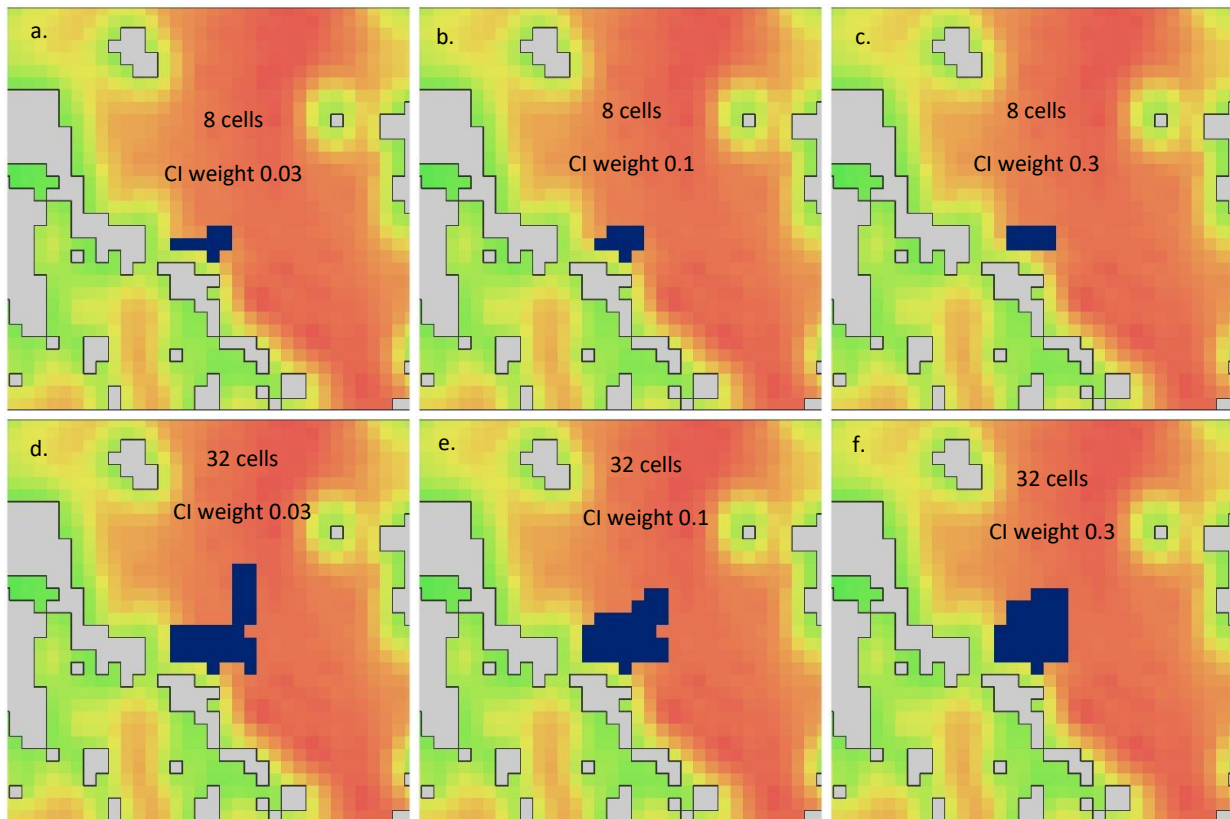 a.
8 cells
CI weight 0.03
b.
8 cells
CI weight 0.1
c.
8 cells
CI weight 0.3
d.
32 cells
CI weight 0.03
e.
32 cells
CI weight 0.1
f.
32 cells
CI weight 0.3